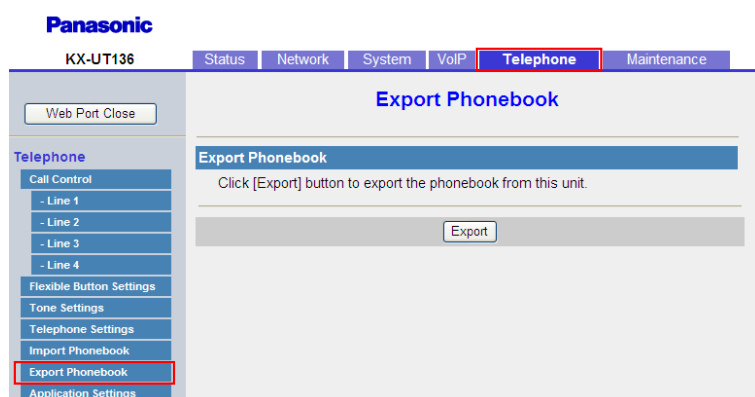 Panasonic
KX-UT136
Status Network System VoIP Telephone Maintenance
Web Port Close
Export Phonebook
Telephone
Call Control
- Line 1
- Line 2
- Line 3
- Line 4
Flexible Button Settings
Tone Settings
Telephone Settings
Import Phonebook
Export Phonebook
Application Settings
Export Phonebook
Click [Export] button to export the phonebook from this unit.
Export